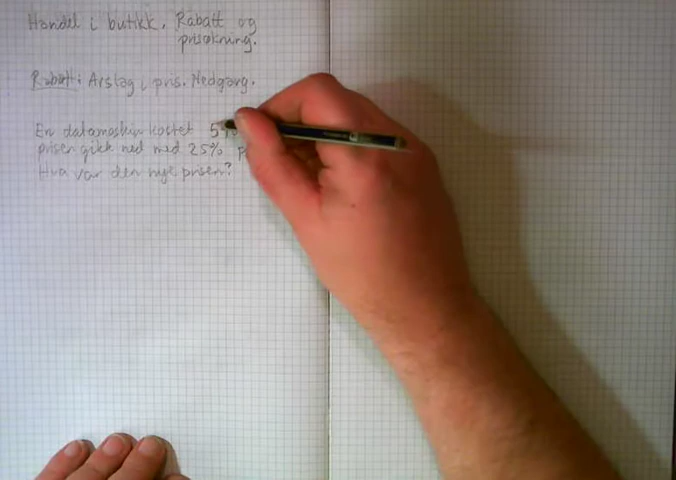 Handel i butikk. Rabatt og
prisøkning.
Rabatt: Avslag i pris. Nedgang.
En datamaskin kostet 5
prisen gikk ned med 25% p
Hva var den nye prisen?